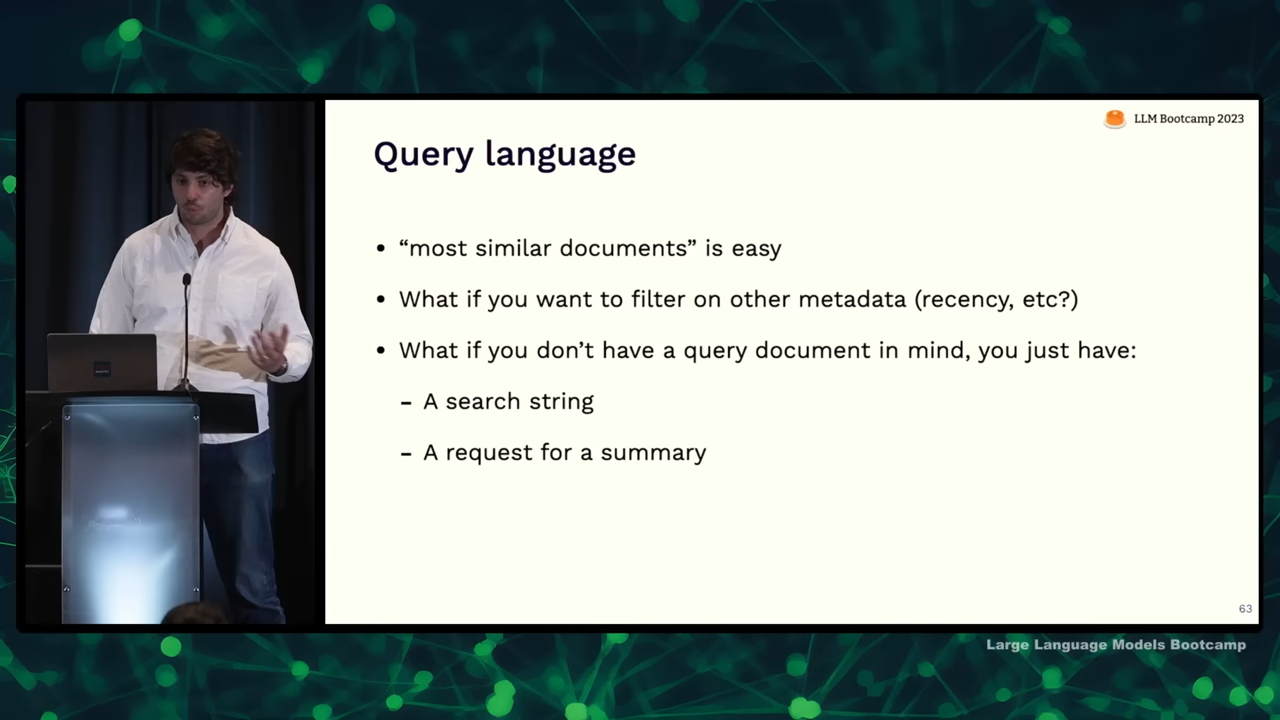 LLM Bootcamp 2023
Query language
• “most similar documents” is easy
• What if you want to filter on other metadata (recency, etc?)
• What if you don’t have a query document in mind, you just have:
– A search string
– A request for a summary
63
Large Language Models Bootcamp